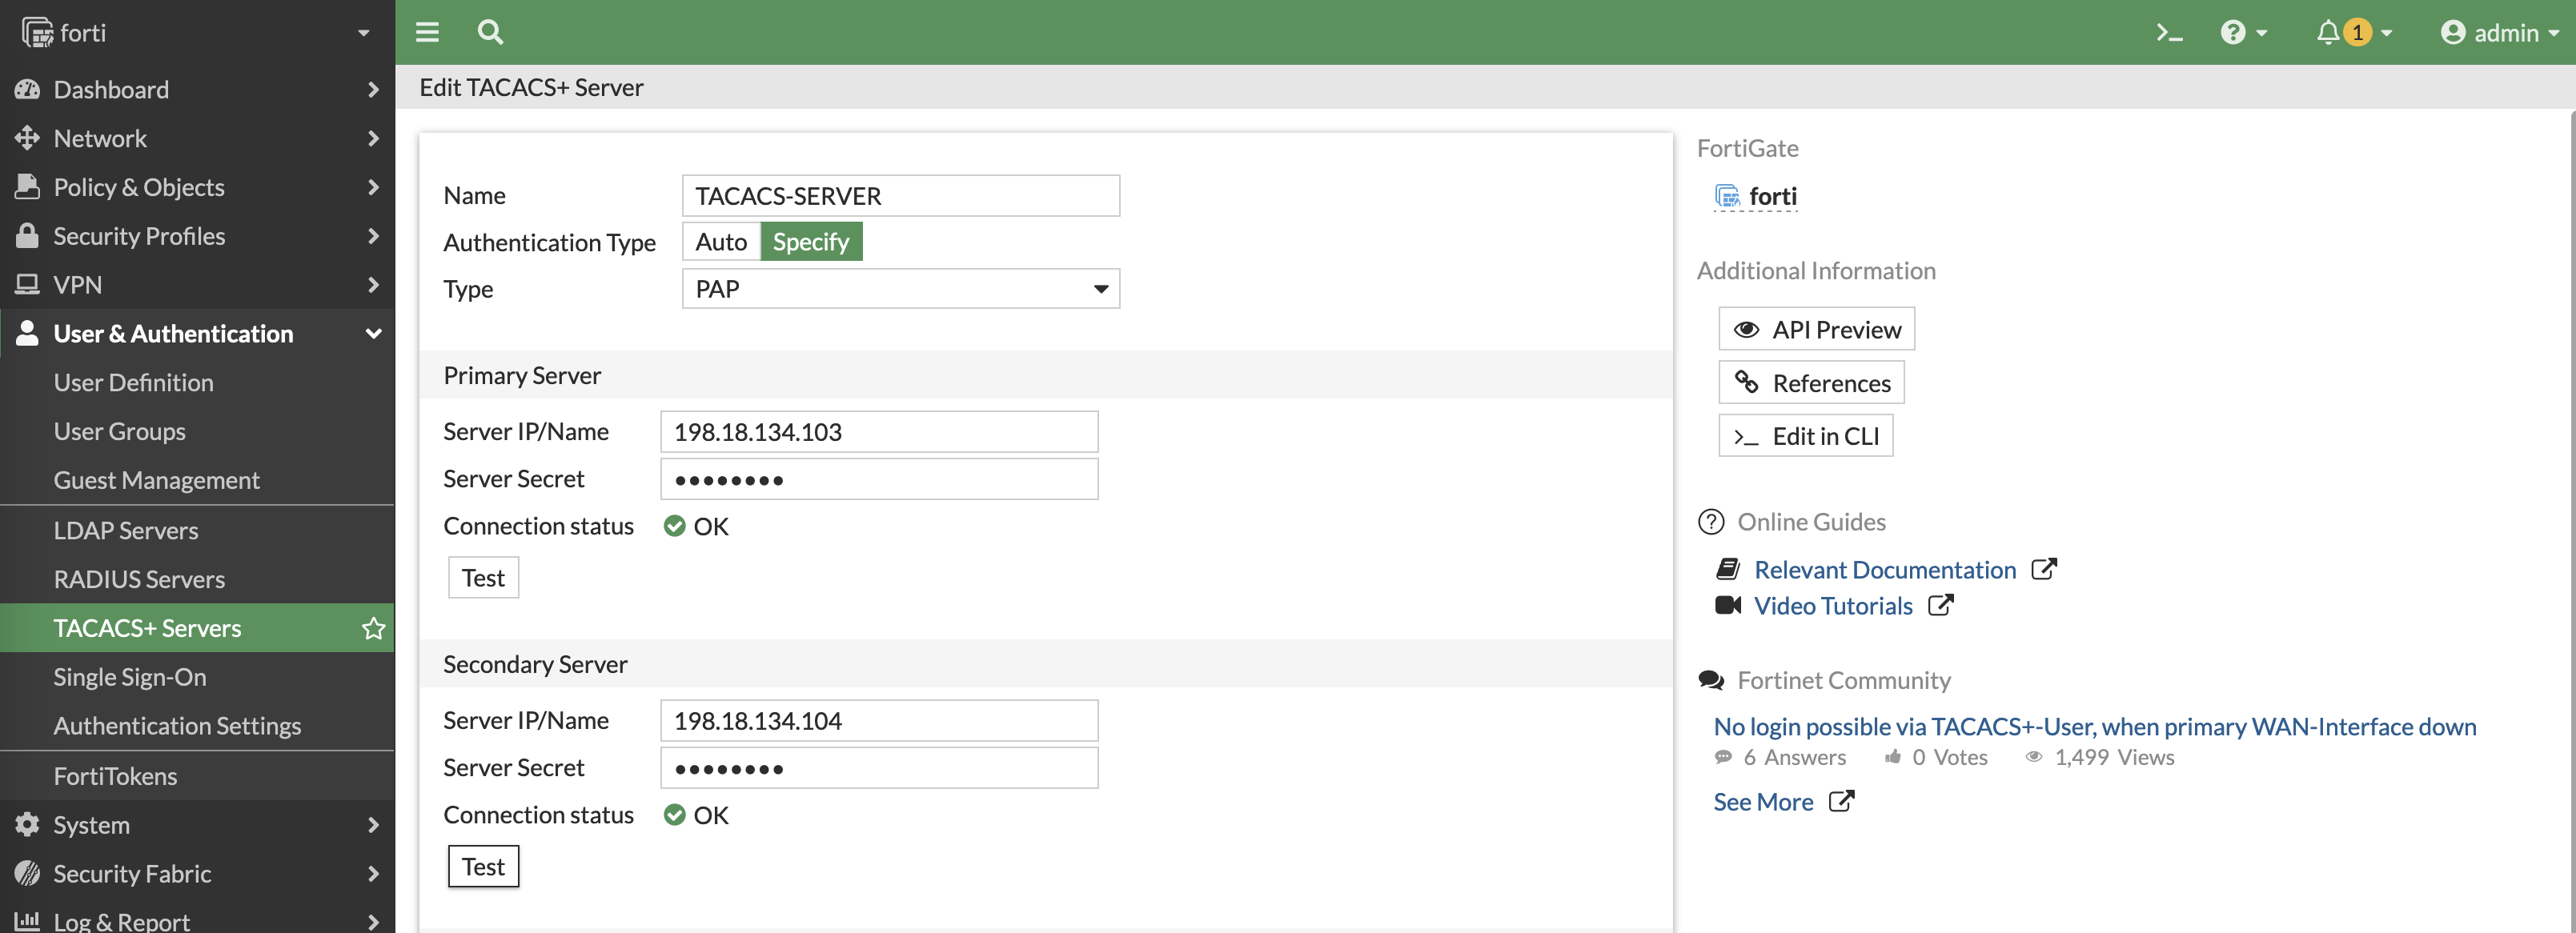 forti
Dashboard
Network
Policy & Objects
Security Profiles
VPN
User & Authentication
User Definition
User Groups
Guest Management
LDAP Servers
RADIUS Servers
TACACS+ Servers
Single Sign-On
Authentication Settings
FortiTokens
System
Security Fabric
Log & Report
1
admin
Edit TACACS+ Server
Name TACACS-SERVER
Authentication Type Auto Specify
Type PAP
Primary Server
Server IP/Name 198.18.134.103
Server Secret ••••••••
Connection status OK
Test
Secondary Server
Server IP/Name 198.18.134.104
Server Secret ••••••••
Connection status OK
Test
FortiGate
forti
Additional Information
API Preview
References
>_ Edit in CLI
Online Guides
Relevant Documentation
Video Tutorials
Fortinet Community
No login possible via TACACS+-User, when primary WAN-Interface down
6 Answers 0 Votes 1,499 Views
See More